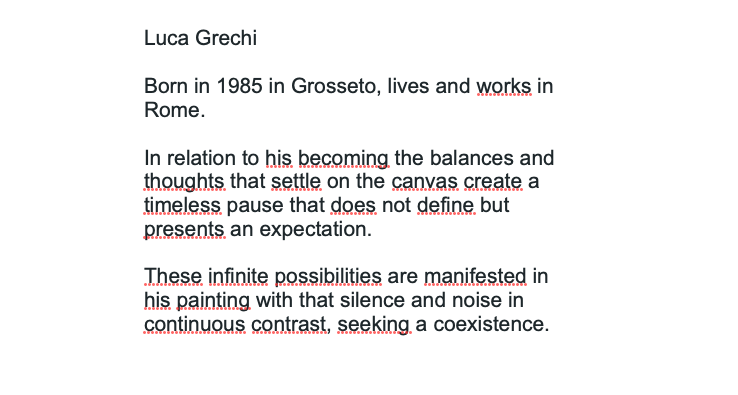 Luca Grechi
Born in 1985 in Grosseto, lives and works in
Rome.
In relation to his becoming the balances and
thoughts that settle on the canvas create a
timeless pause that does not define but
presents an expectation.
These infinite possibilities are manifested in
his painting with that silence and noise in
continuous contrast, seeking a coexistence.